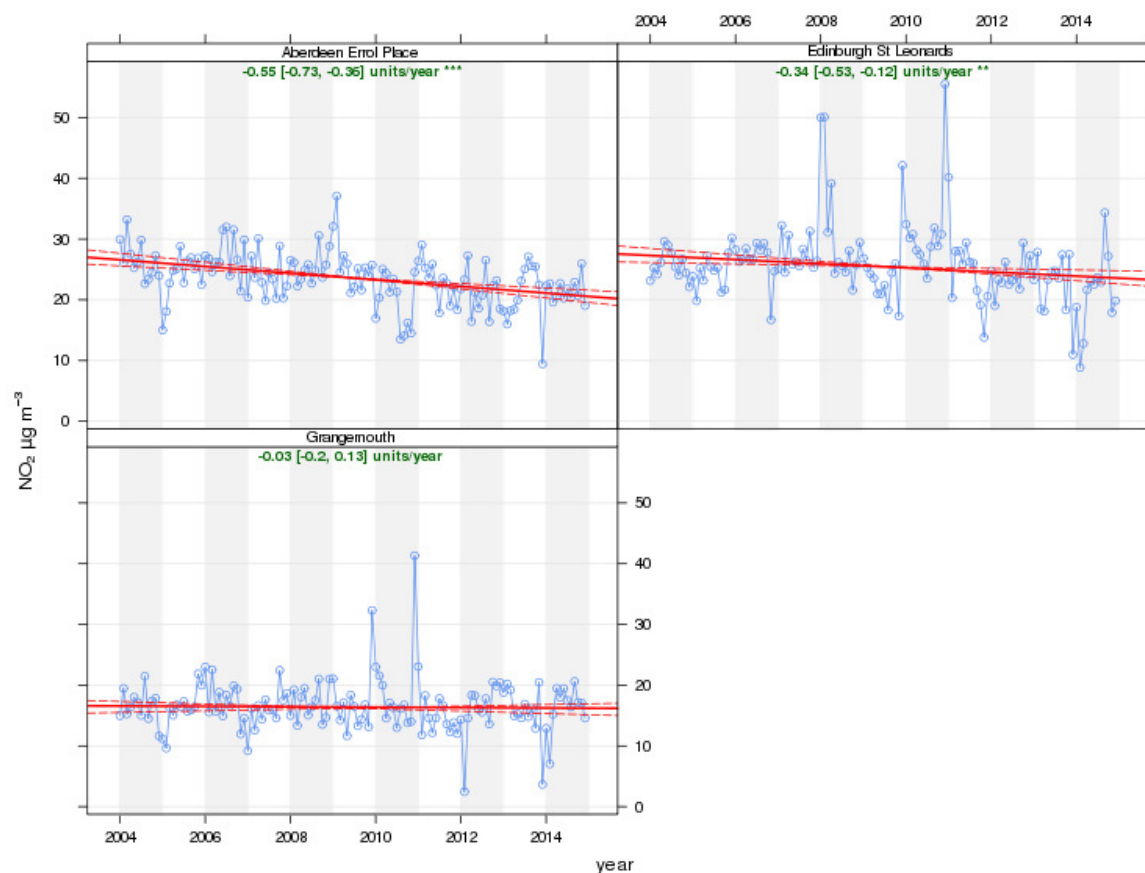 2004 2006 2008 2010 2012 2014
Aberdeen Errol Place
Edinburgh St Leonards
-0.55 [-0.73, -0.36] units/year ***
-0.34 [-0.53, -0.12] units/year **
50
40
30
20
10
0
Grangemouth
-0.03 [-0.2, 0.13] units/year
50
40
30
20
10
0
NO₂ µg m⁻³
2004 2006 2008 2010 2012 2014
year